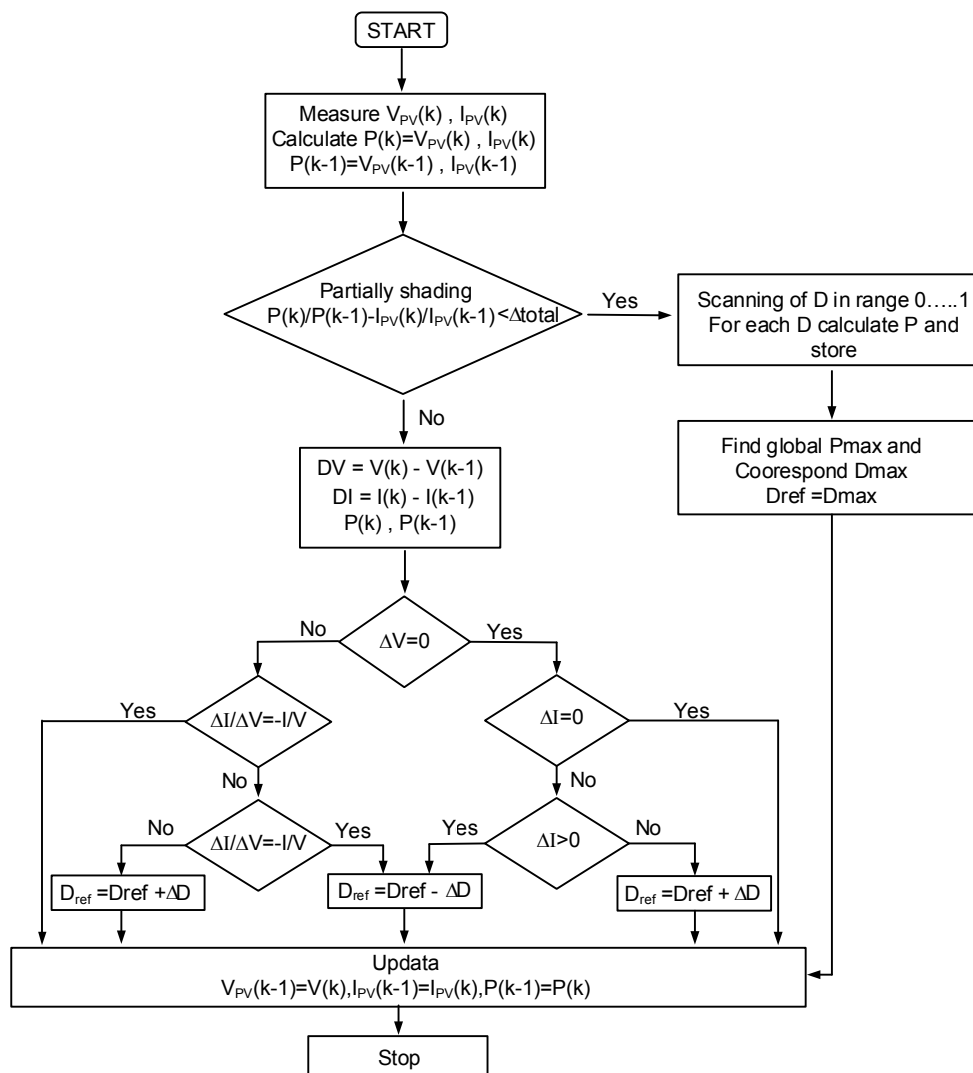 START
Measure V_PV(k) , I_PV(k)
Calculate P(k)=V_PV(k) , I_PV(k)
P(k-1)=V_PV(k-1) , I_PV(k-1)
Partially shading
P(k)/P(k-1)-I_PV(k)/I_PV(k-1)<Δtotal
Yes
Scanning of D in range 0…..1
For each D calculate P and
store
No
Find global Pmax and
Coorespond Dmax
Dref =Dmax
DV = V(k) - V(k-1)
DI = I(k) - I(k-1)
P(k) , P(k-1)
No
ΔV=0
Yes
Yes
ΔI/ΔV=-I/V
ΔI=0
Yes
No
No
No
ΔI/ΔV=-I/V
Yes
Yes
ΔI>0
No
D_ref =Dref +ΔD
D_ref =Dref - ΔD
D_ref =Dref + ΔD
Updata
V_PV(k-1)=V(k),I_PV(k-1)=I_PV(k),P(k-1)=P(k)
Stop